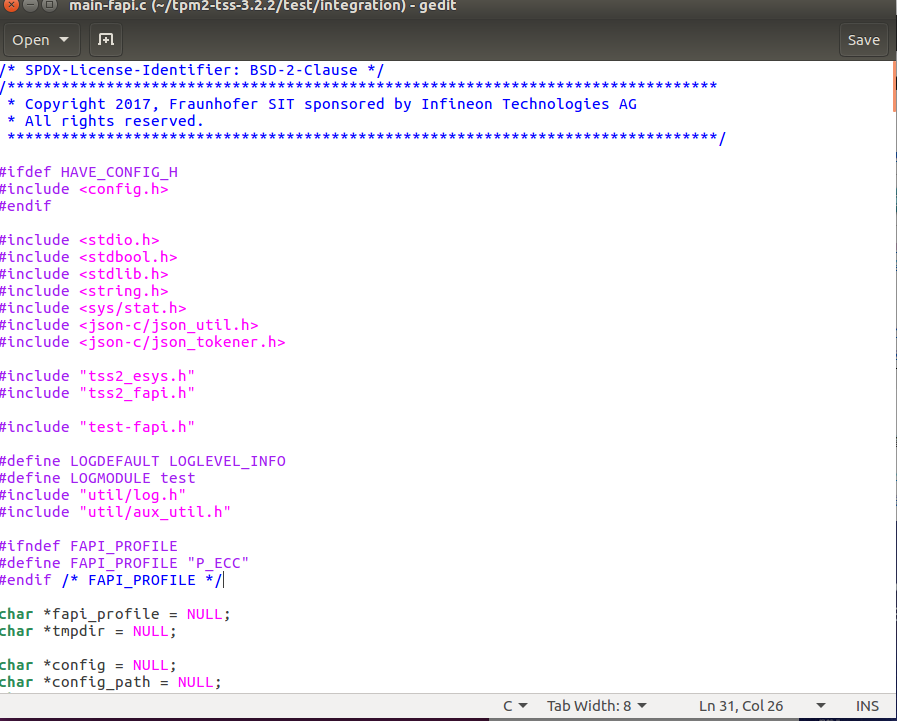 main-fapi.c (~/tpm2-tss-3.2.2/test/integration) - gedit
Open
Save
/* SPDX-License-Identifier: BSD-2-Clause */
/*******************************************************************************
 * Copyright 2017, Fraunhofer SIT sponsored by Infineon Technologies AG
 * All rights reserved.
 *******************************************************************************/
#ifdef HAVE_CONFIG_H
#include <config.h>
#endif
#include <stdio.h>
#include <stdbool.h>
#include <stdlib.h>
#include <string.h>
#include <sys/stat.h>
#include <json-c/json_util.h>
#include <json-c/json_tokener.h>
#include "tss2_esys.h"
#include "tss2_fapi.h"
#include "test-fapi.h"
#define LOGDEFAULT LOGLEVEL_INFO
#define LOGMODULE test
#include "util/log.h"
#include "util/aux_util.h"
#ifndef FAPI_PROFILE
#define FAPI_PROFILE "P_ECC"
#endif /* FAPI_PROFILE */
char *fapi_profile = NULL;
char *tmpdir = NULL;
char *config = NULL;
char *config_path = NULL;
C
Tab Width: 8
Ln 31, Col 26
INS